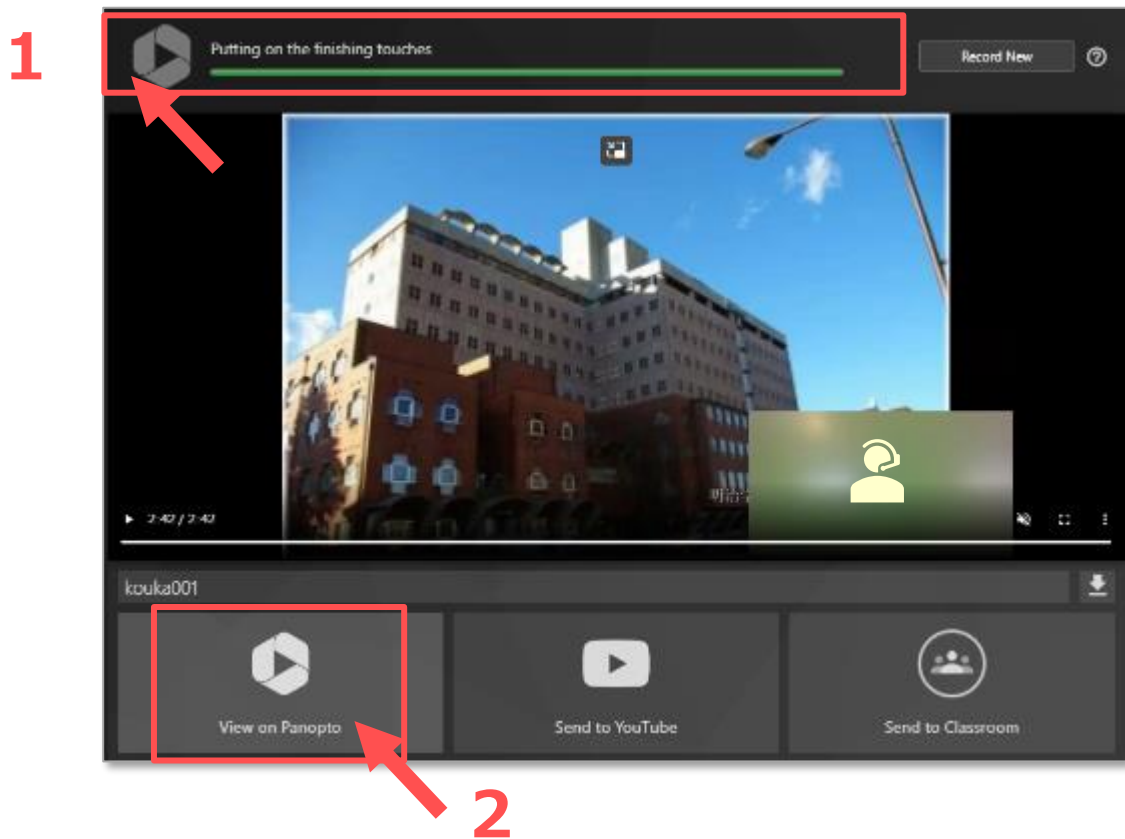 1
Putting on the finishing touches
Record New
2:42 / 2:42
kouka001
View on Panopto
Send to YouTube
Send to Classroom
2